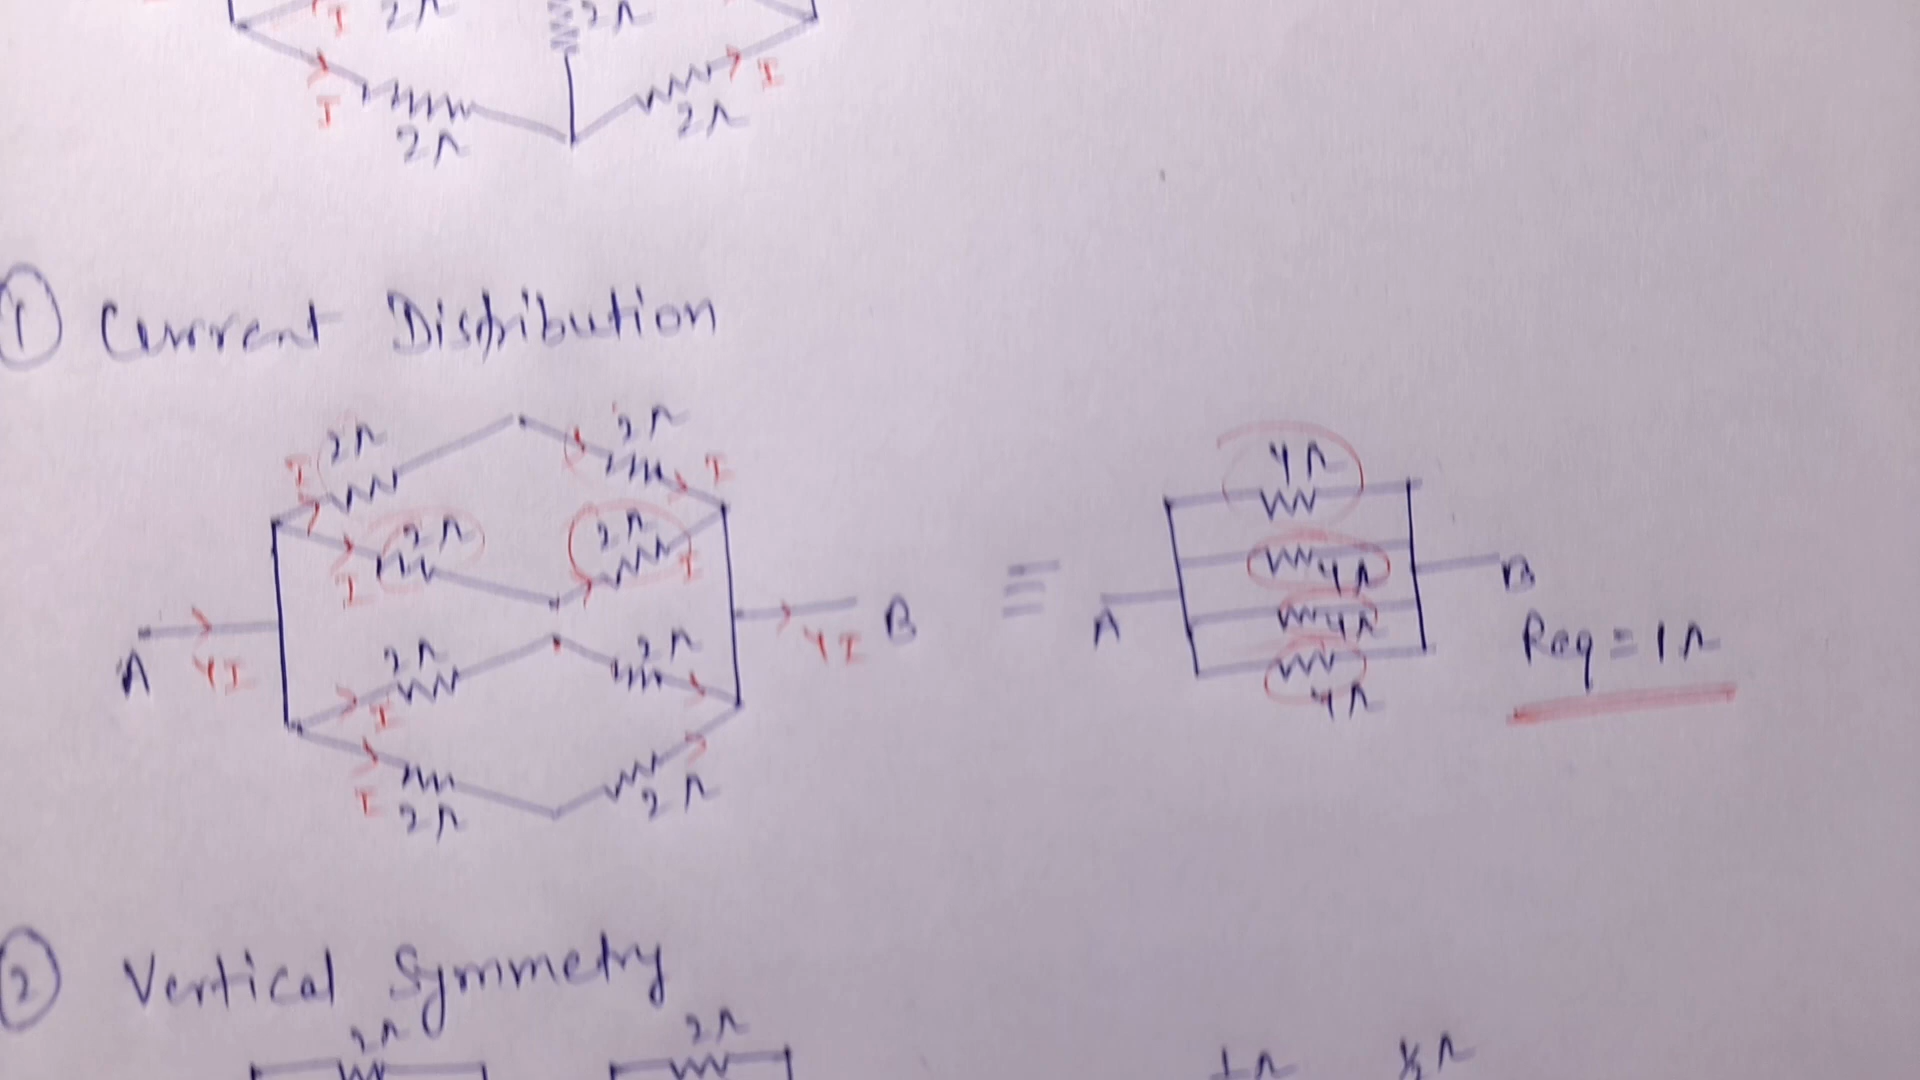 I 2Ω 2Ω
I
I 2Ω
2Ω
① Current Distribution
2Ω 2Ω
I I
2Ω 2Ω
I I
A 4I 4I B
2Ω 2Ω
I
I 2Ω 2Ω
≡
4Ω
4Ω
A B
4Ω
4Ω
Req = 1Ω
② Vertical Symmetry
2Ω 2Ω